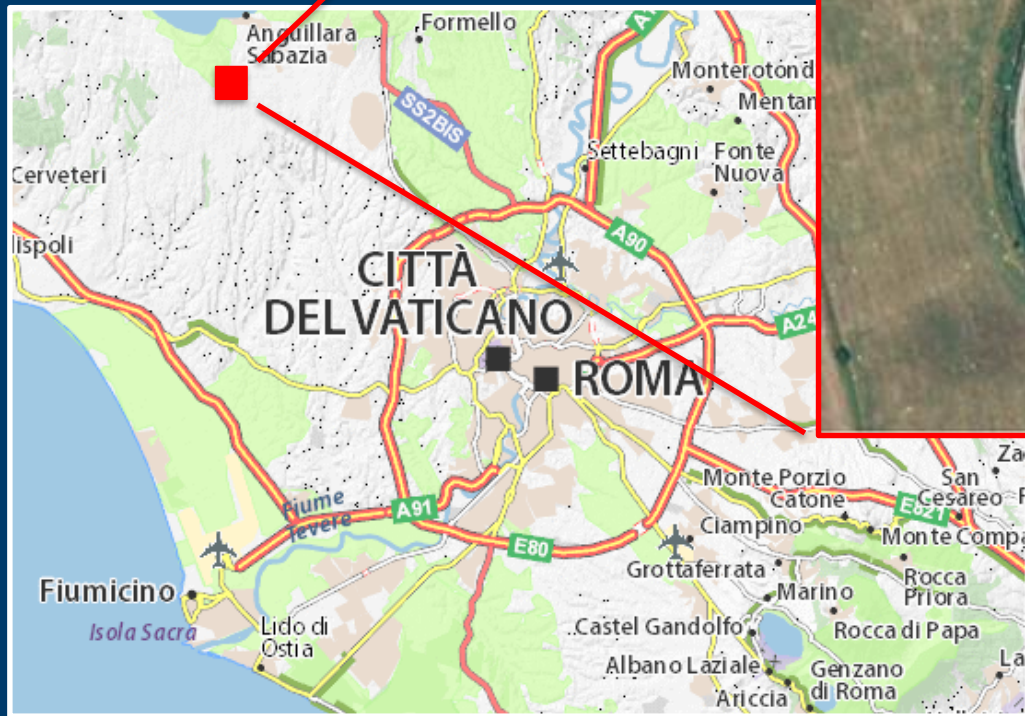 Formello
Anguillara
Sabazia
Monterotond
Mentan
SS2BIS
Settebagni
Fonte
Nuova
Cerveteri
lispoli
A90
CITTÀ
DEL VATICANO
A24
ROMA
Monte Porzio
Catone
San
Cesareo
E821
Fiume
Tevere
A91
Ciampino
Monte Compa
E80
Grottaferrata
Rocca
Priora
Fiumicino
Marino
Isola Sacra
Lido di
Ostia
Castel Gandolfo
Rocca di Papa
Albano Laziale
Genzano
di Roma
Ariccia